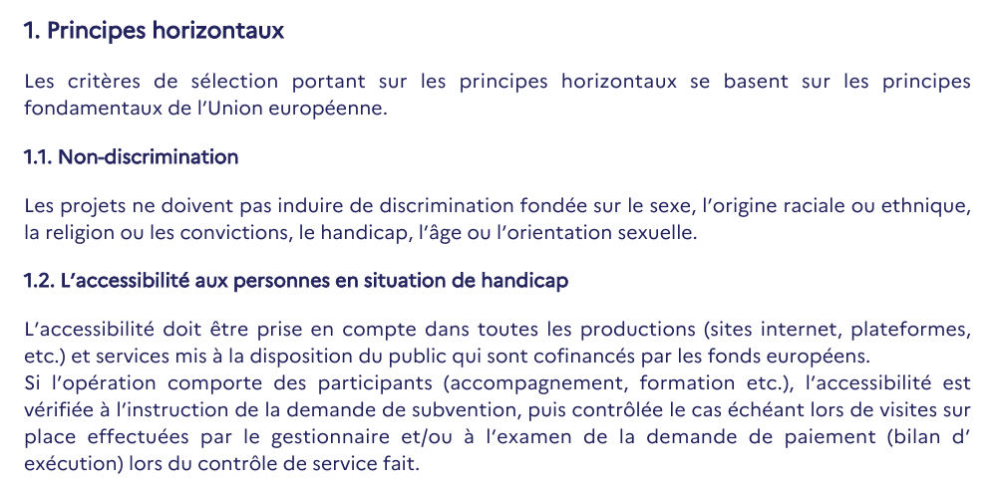 1. Principes horizontaux
Les critères de sélection portant sur les principes horizontaux se basent sur les principes
fondamentaux de l’Union européenne.
1.1. Non-discrimination
Les projets ne doivent pas induire de discrimination fondée sur le sexe, l’origine raciale ou ethnique,
la religion ou les convictions, le handicap, l’âge ou l’orientation sexuelle.
1.2. L’accessibilité aux personnes en situation de handicap
L’accessibilité doit être prise en compte dans toutes les productions (sites internet, plateformes,
etc.) et services mis à la disposition du public qui sont cofinancés par les fonds européens.
Si l’opération comporte des participants (accompagnement, formation etc.), l’accessibilité est
vérifiée à l’instruction de la demande de subvention, puis contrôlée le cas échéant lors de visites sur
place effectuées par le gestionnaire et/ou à l’examen de la demande de paiement (bilan d’
exécution) lors du contrôle de service fait.